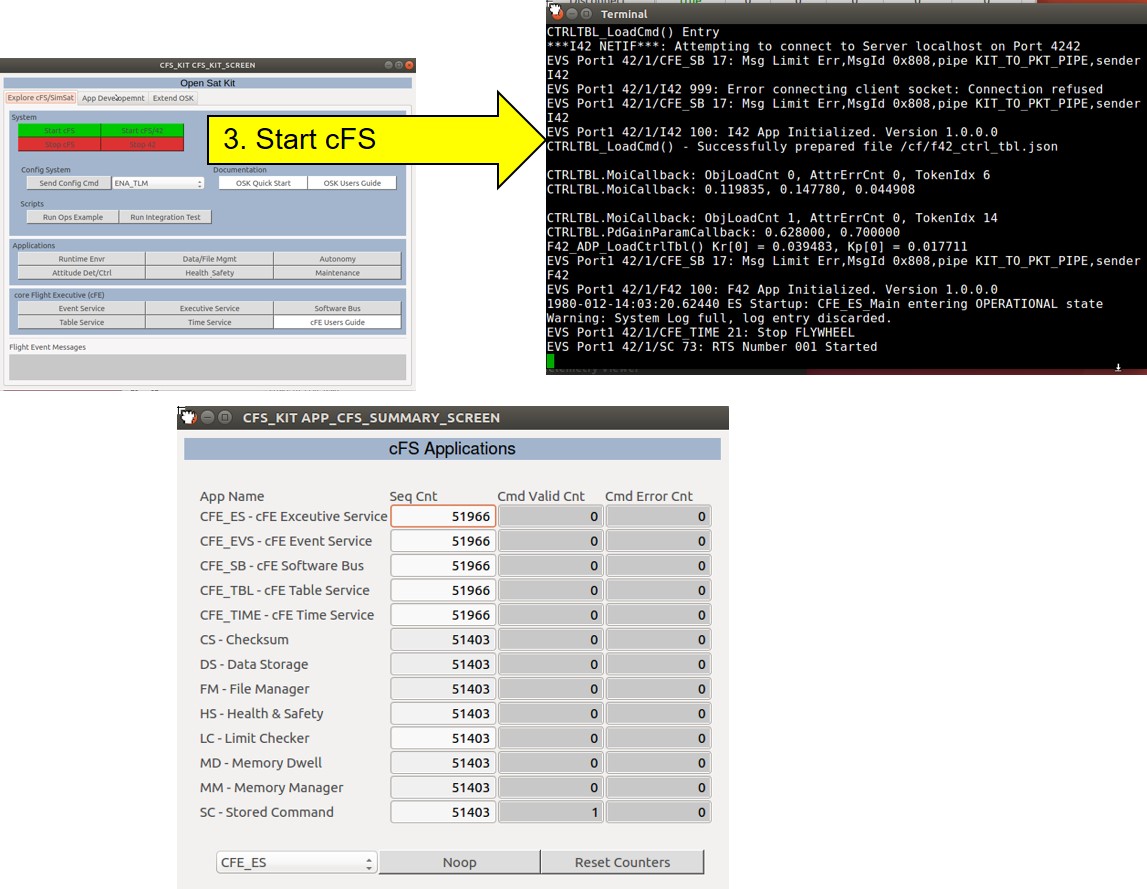 CFS_KIT CFS_KIT_SCREEN
Open Sat Kit
Explore cFS/SimSat App Developemnt Extend OSK
System
Start cFS Start cFS/42
Stop cFS Stop 42
Config System Documentation
Send Config Cmd ENA_TLM OSK Quick Start OSK Users Guide
Scripts
Run Ops Example Run Integration Test
Applications
Runtime Envr Data/File Mgmt Autonomy
Attitude Det/Ctrl Health_Safety Maintenance
core Flight Executive (cFE)
Event Service Executive Service Software Bus
Table Service Time Service cFE Users Guide
Flight Event Messages
3. Start cFS
Terminal
CTRLTBL_LoadCmd() Entry
***I42 NETIF***: Attempting to connect to Server localhost on Port 4242
EVS Port1 42/1/CFE_SB 17: Msg Limit Err,MsgId 0x808,pipe KIT_TO_PKT_PIPE,sender
I42
EVS Port1 42/1/I42 999: Error connecting client socket: Connection refused
EVS Port1 42/1/CFE_SB 17: Msg Limit Err,MsgId 0x808,pipe KIT_TO_PKT_PIPE,sender
I42
EVS Port1 42/1/I42 100: I42 App Initialized. Version 1.0.0.0
CTRLTBL_LoadCmd() - Successfully prepared file /cf/f42_ctrl_tbl.json
CTRLTBL.MoiCallback: ObjLoadCnt 0, AttrErrCnt 0, TokenIdx 6
CTRLTBL.MoiCallback: 0.119835, 0.147780, 0.044908
CTRLTBL.MoiCallback: ObjLoadCnt 1, AttrErrCnt 0, TokenIdx 14
CTRLTBL.PdGainParamCallback: 0.628000, 0.700000
F42_ADP_LoadCtrlTbl() Kr[0] = 0.039483, Kp[0] = 0.017711
EVS Port1 42/1/CFE_SB 17: Msg Limit Err,MsgId 0x808,pipe KIT_TO_PKT_PIPE,sender
F42
EVS Port1 42/1/F42 100: F42 App Initialized. Version 1.0.0.0
1980-012-14:03:20.62440 ES Startup: CFE_ES_Main entering OPERATIONAL state
Warning: System Log full, log entry discarded.
EVS Port1 42/1/CFE_TIME 21: Stop FLYWHEEL
EVS Port1 42/1/SC 73: RTS Number 001 Started
CFS_KIT APP_CFS_SUMMARY_SCREEN
cFS Applications
App Name Seq Cnt Cmd Valid Cnt Cmd Error Cnt
CFE_ES - cFE Exceutive Service 51966 0 0
CFE_EVS - cFE Event Service 51966 0 0
CFE_SB - cFE Software Bus 51966 0 0
CFE_TBL - cFE Table Service 51966 0 0
CFE_TIME - cFE Time Service 51966 0 0
CS - Checksum 51403 0 0
DS - Data Storage 51403 0 0
FM - File Manager 51403 0 0
HS - Health & Safety 51403 0 0
LC - Limit Checker 51403 0 0
MD - Memory Dwell 51403 0 0
MM - Memory Manager 51403 0 0
SC - Stored Command 51403 1 0
CFE_ES Noop Reset Counters